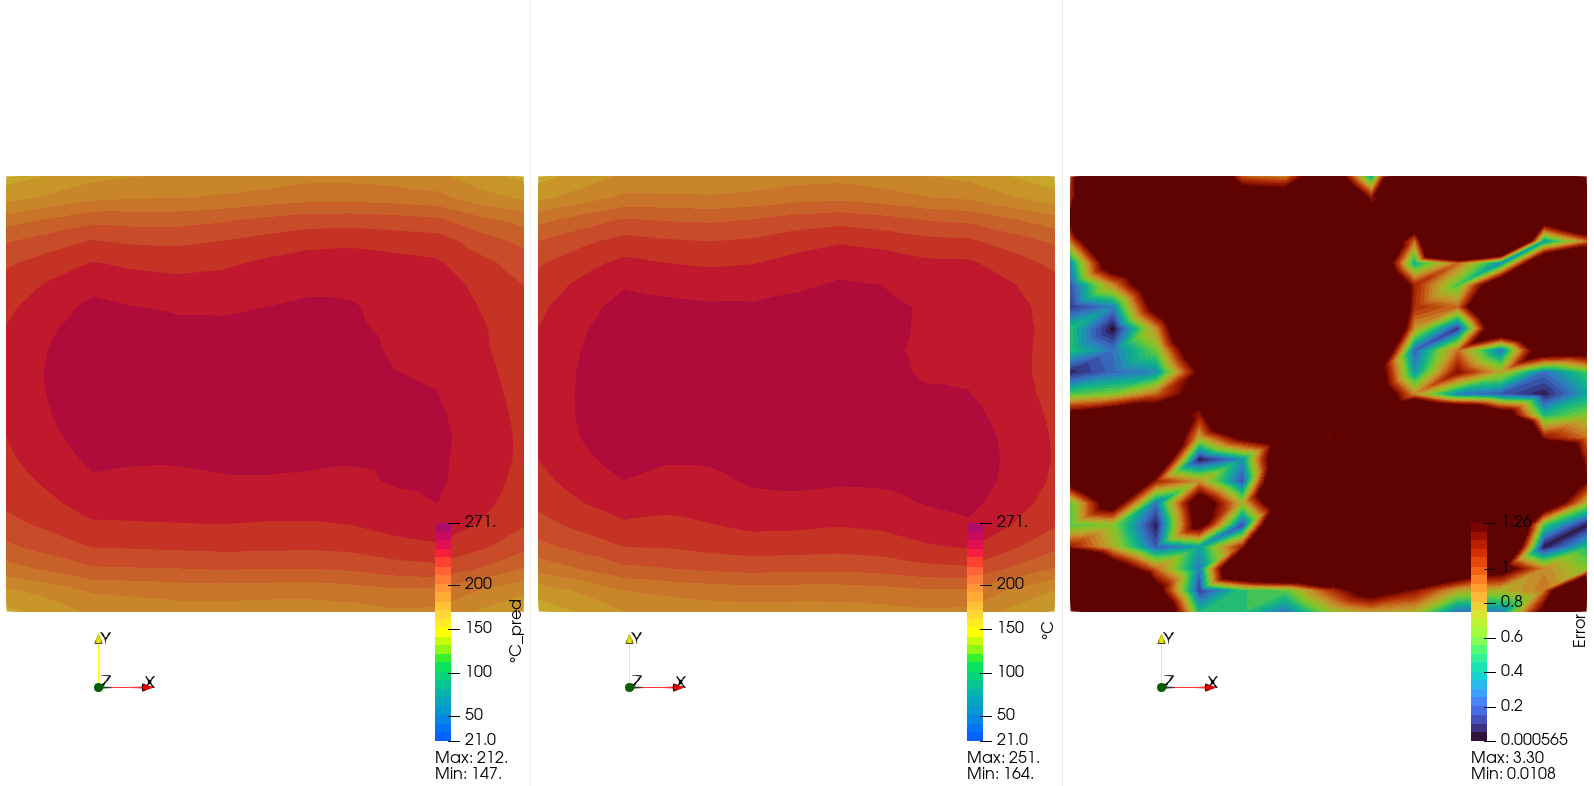 271.
200
150
100
50
21.0
°C_pred
Max: 212.
Min: 147.
Y
Z
X
271.
200
150
100
50
21.0
°C
Max: 251.
Min: 164.
Y
Z
X
1.26
1
0.8
0.6
0.4
0.2
0.000565
Error
Max: 3.30
Min: 0.0108
Y
Z
X